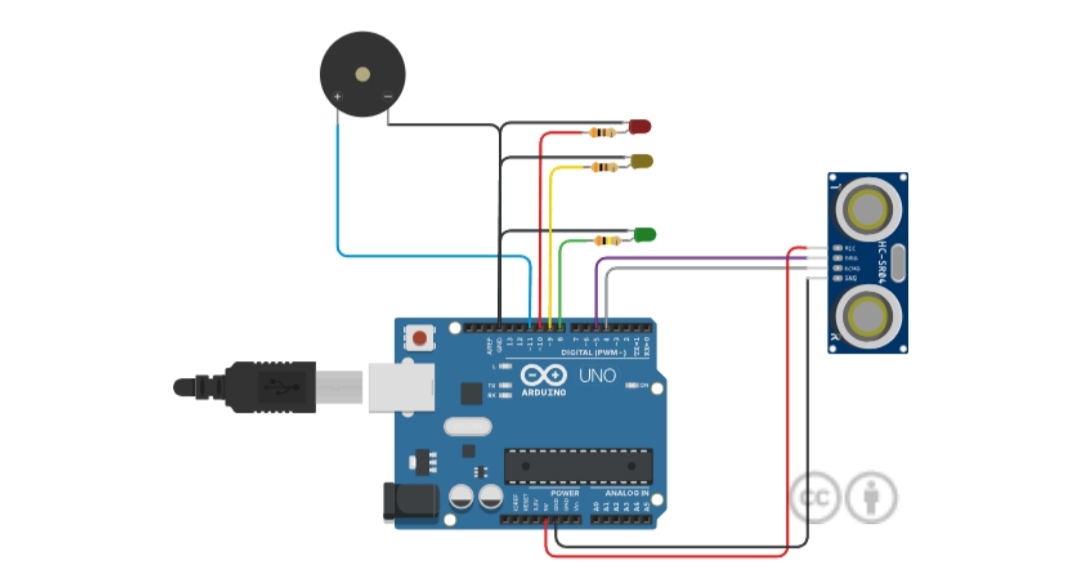 + −
HC-SR04
VCC
TRIG
ECHO
GND
AREF
GND
13
12
~11
~10
~9
8
7
~6
~5
4
~3
2
TX→1
RX←0
DIGITAL (PWM~)
L
TX
RX
UNO
ARDUINO
ON
POWER
ANALOG IN
IOREF
RESET
3.3V
5V
GND
GND
Vin
A0
A1
A2
A3
A4
A5
CC